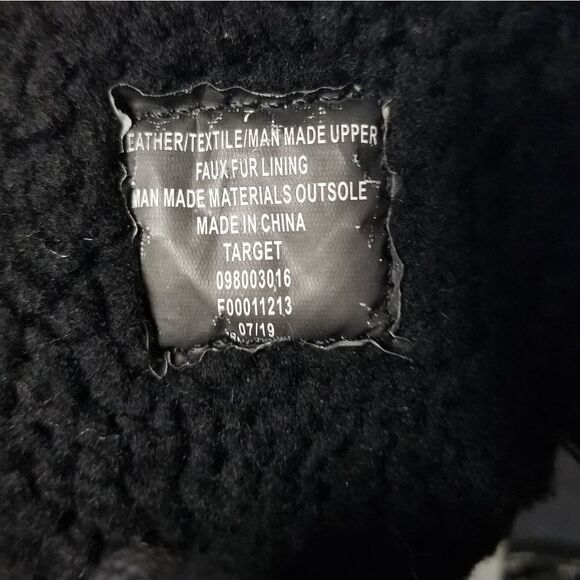 7
EATHER/TEXTILE/MAN MADE UPPER
FAUX FUR LINING
MAN MADE MATERIALS OUTSOLE
MADE IN CHINA
TARGET
098003016
F00011213
07/19